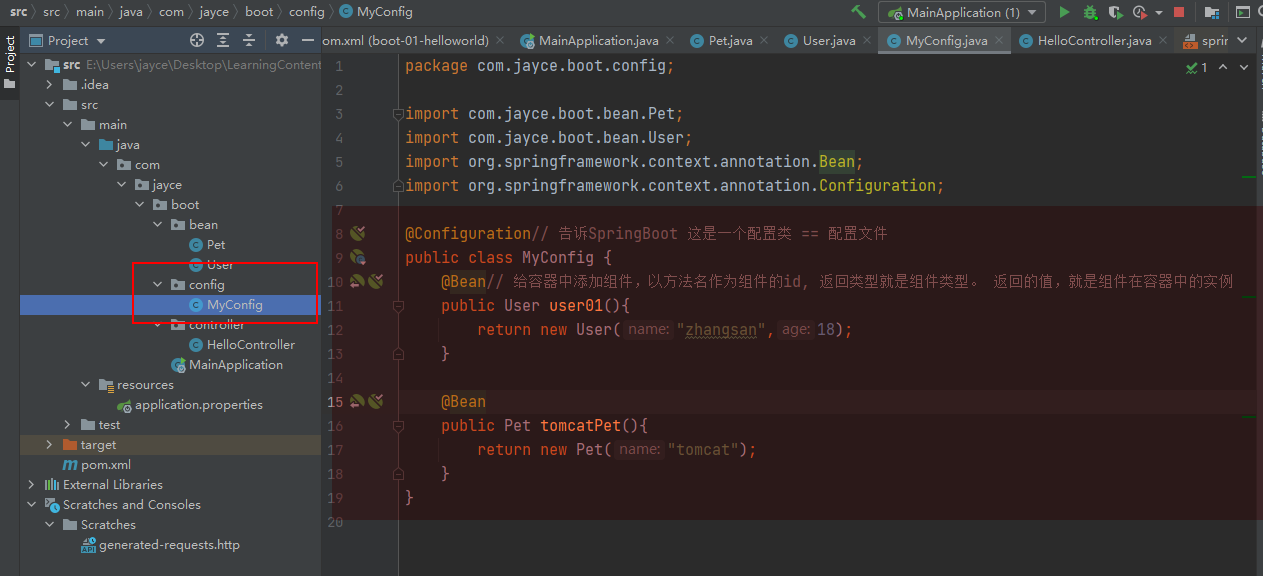 src
src
main
java
com
jayce
boot
config
MyConfig
MainApplication (1)
Project
Project
om.xml (boot-01-helloworld)
MainApplication.java
Pet.java
User.java
MyConfig.java
HelloController.java
sprin
src E:\Users\jayce\Desktop\LearningContent
.idea
src
main
java
com
jayce
boot
bean
Pet
User
config
MyConfig
controller
HelloController
MainApplication
resources
application.properties
test
target
pom.xml
External Libraries
Scratches and Consoles
Scratches
generated-requests.http
1
1 package com.jayce.boot.config;
2
3 import com.jayce.boot.bean.Pet;
4 import com.jayce.boot.bean.User;
5 import org.springframework.context.annotation.Bean;
6 import org.springframework.context.annotation.Configuration;
7
8 @Configuration// 告诉SpringBoot 这是一个配置类 == 配置文件
9 public class MyConfig {
10 @Bean// 给容器中添加组件，以方法名作为组件的id, 返回类型就是组件类型。 返回的值，就是组件在容器中的实例
11 public User user01(){
12 return new User( name: "zhangsan", age: 18);
13 }
14
15 @Bean
16 public Pet tomcatPet(){
17 return new Pet( name: "tomcat");
18 }
19 }
20